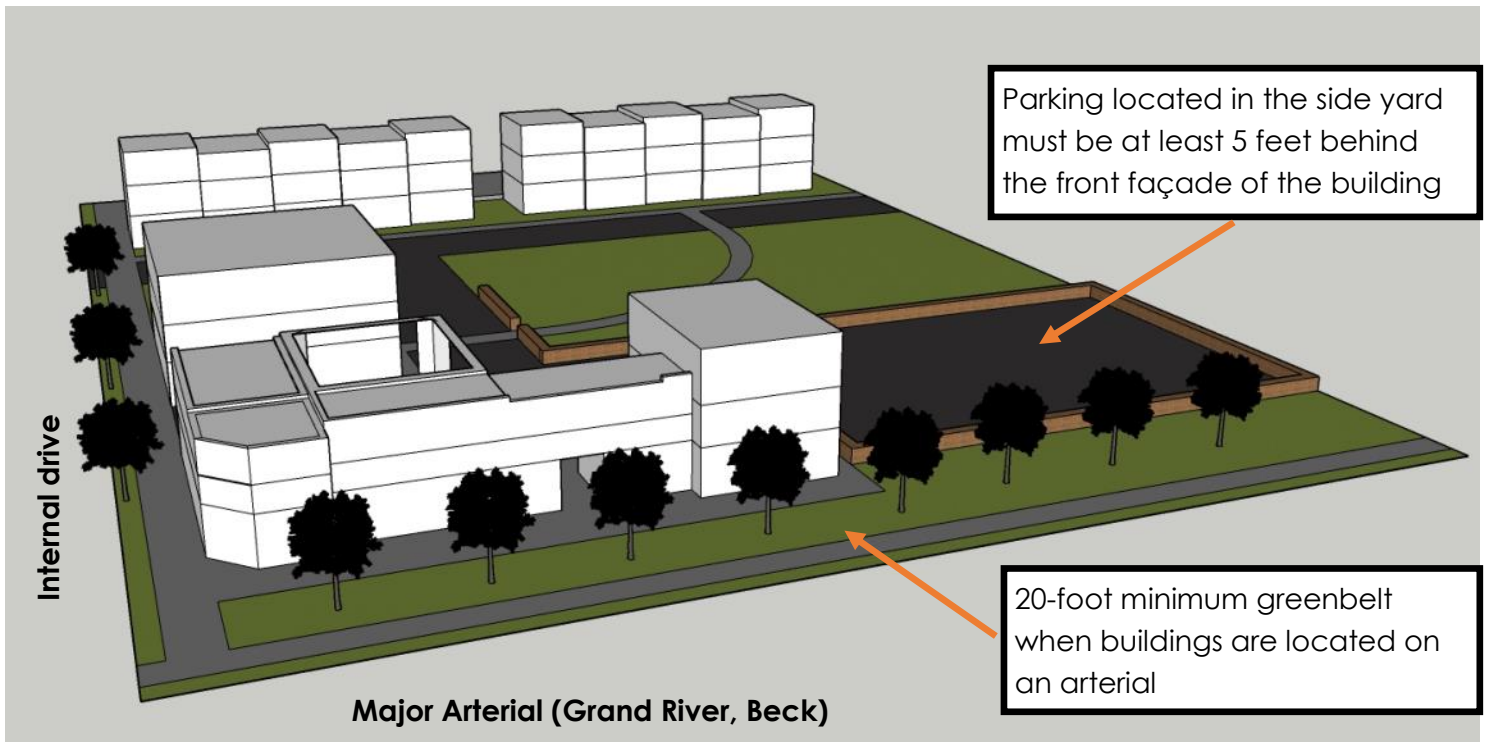 Parking located in the side yard
must be at least 5 feet behind
the front façade of the building
Internal drive
20-foot minimum greenbelt
when buildings are located on
an arterial
Major Arterial (Grand River, Beck)